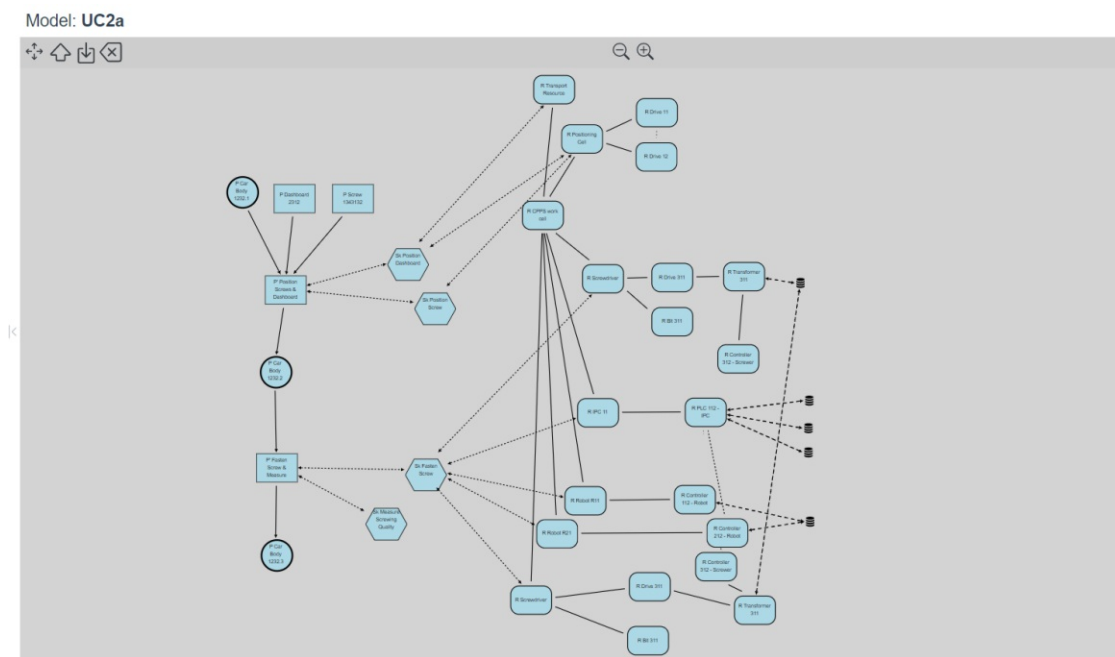 Model: UC2a
R Transport
Resource
R Drive 11
R Positioning
Cell
R Drive 12
P Car
Body
1232.1
P Dashboard
2312
P Screw
1343132
R CPPS work
cell
Sk Position
Dashboard
P' Position
Screws &
Dashboard
Sk Position
Screw
R Screwdriver
R Drive 311
R Transformer
311
R Bit 311
R Controller
312 - Screwer
P Car
Body
1232.2
R IPC 11
R PLC 112 -
IPC
P' Fasten
Screw &
Measure
Sk Fasten
Screw
R Robot R11
R Controller
112 - Robot
Sk Measure
Screwing
Quality
R Robot R21
R Controller
212 - Robot
P Car
Body
1232.3
R Controller
312 - Screwer
R Screwdriver
R Drive 311
R Transformer
311
R Bit 311